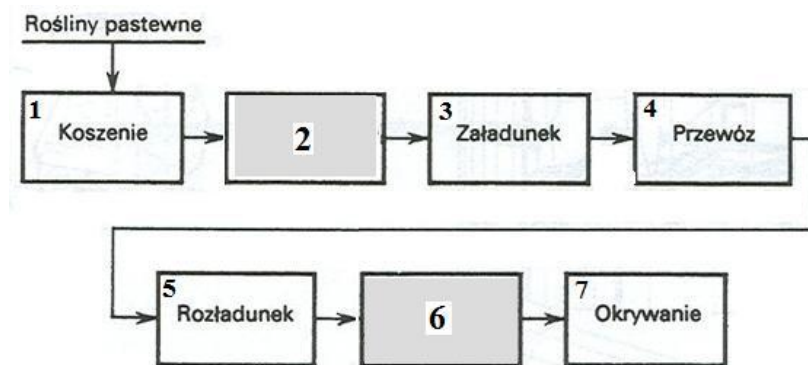 Rośliny pastewne
1 Koszenie
2
3 Załadunek
4 Przewóz
5 Rozładunek
6
7 Okrywanie